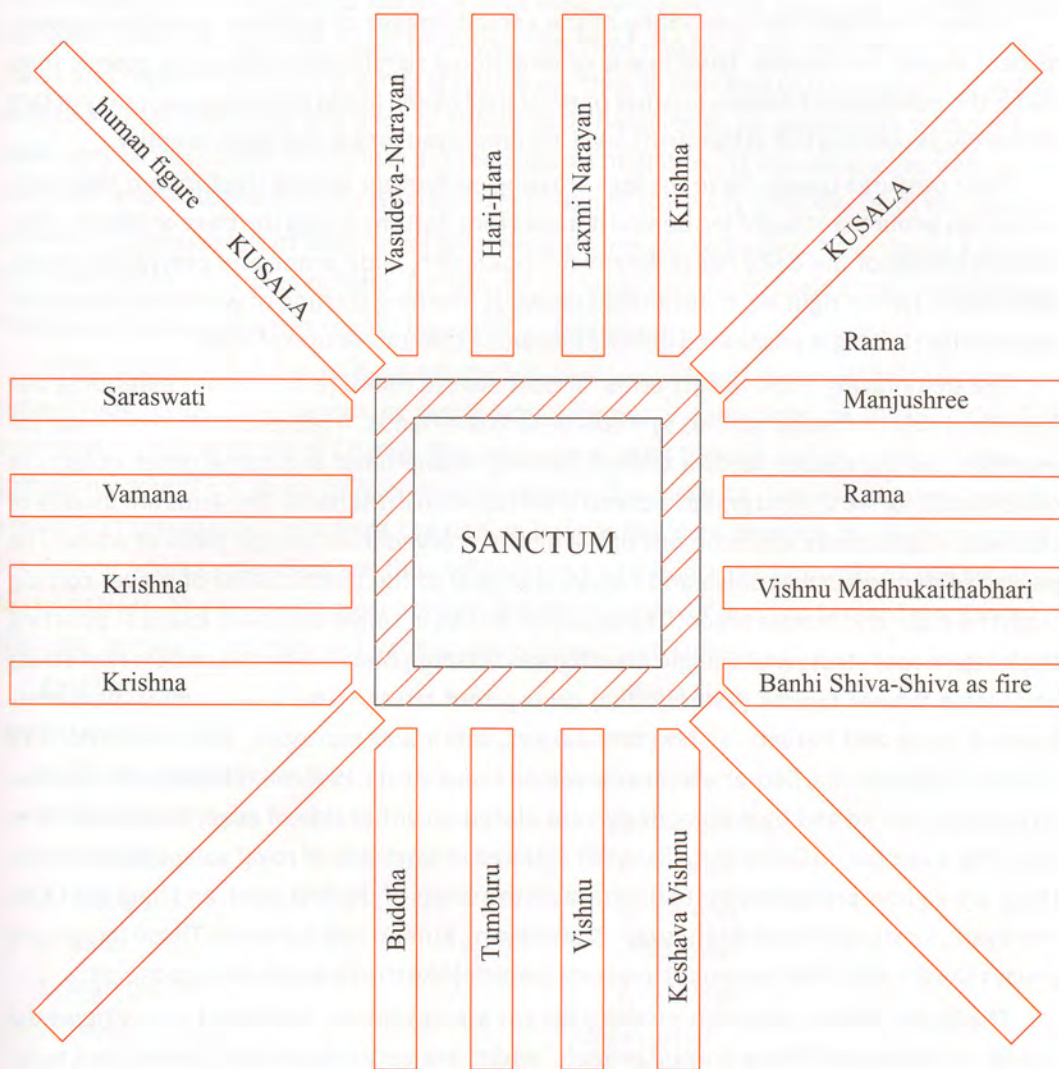 human figure
KUSALA
Vasudeva-Narayan
Hari-Hara
Laxmi Narayan
Krishna
KUSALA
Rama
Saraswati
Manjushree
Vamana
Rama
SANCTUM
Krishna
Vishnu Madhukaithabhari
Krishna
Banhi Shiva-Shiva as fire
Buddha
Tumburu
Vishnu
Keshava Vishnu